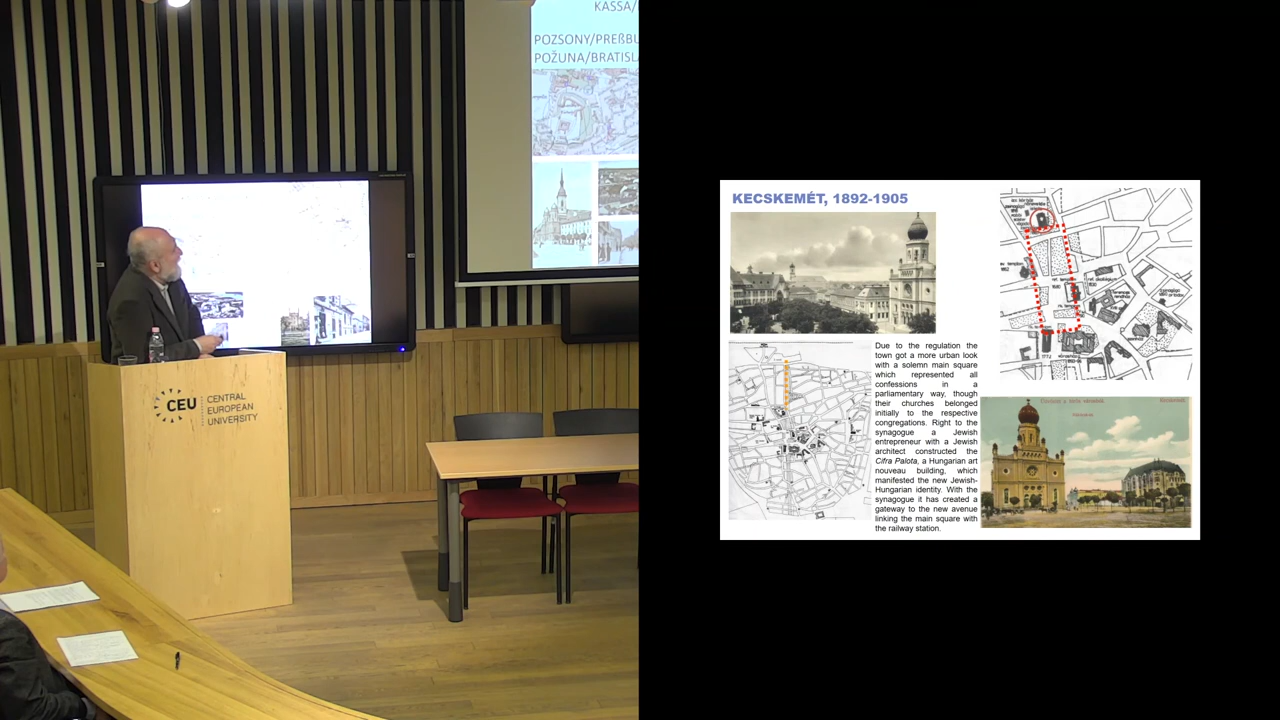 KASSA/
POZSONY/PREßBU
POŽUNA/BRATISLA
CEU
CENTRAL
EUROPEAN
UNIVERSITY
KECSKEMÉT, 1892-1905
Due to the regulation the
town got a more urban look
with a solemn main square
which represented all
confessions in a
parliamentary way, though
their churches belonged
initially to the respective
congregations. Right to the
synagogue a Jewish
entrepreneur with a Jewish
architect constructed the
Cifra Palota, a Hungarian art
nouveau building, which
manifested the new Jewish-
Hungarian identity. With the
synagogue it has created a
gateway to the new avenue
linking the main square with
the railway station.